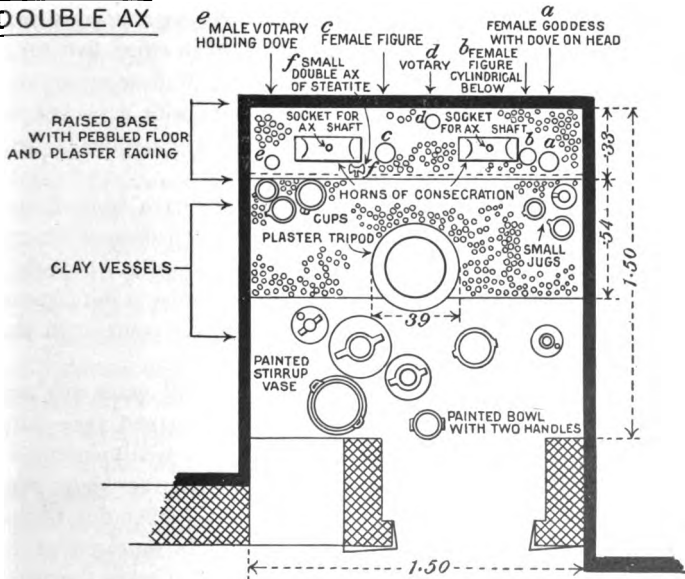 DOUBLE AX
a
FEMALE GODDESS
WITH DOVE ON HEAD
e MALE VOTARY
HOLDING DOVE
c
FEMALE FIGURE
d
VOTARY
b FEMALE
FIGURE
CYLINDRICAL
BELOW
f SMALL
DOUBLE AX
OF STEATITE
RAISED BASE
WITH PEBBLED FLOOR
AND PLASTER FACING
SOCKET FOR
AX SHAFT
d
SOCKET
FOR AX SHAFT
e
c
f
b
a
.33
HORNS OF CONSECRATION
CUPS
PLASTER TRIPOD
SMALL
JUGS
.54
1.50
CLAY VESSELS
.39
PAINTED
STIRRUP
VASE
PAINTED BOWL
WITH TWO HANDLES
1.50